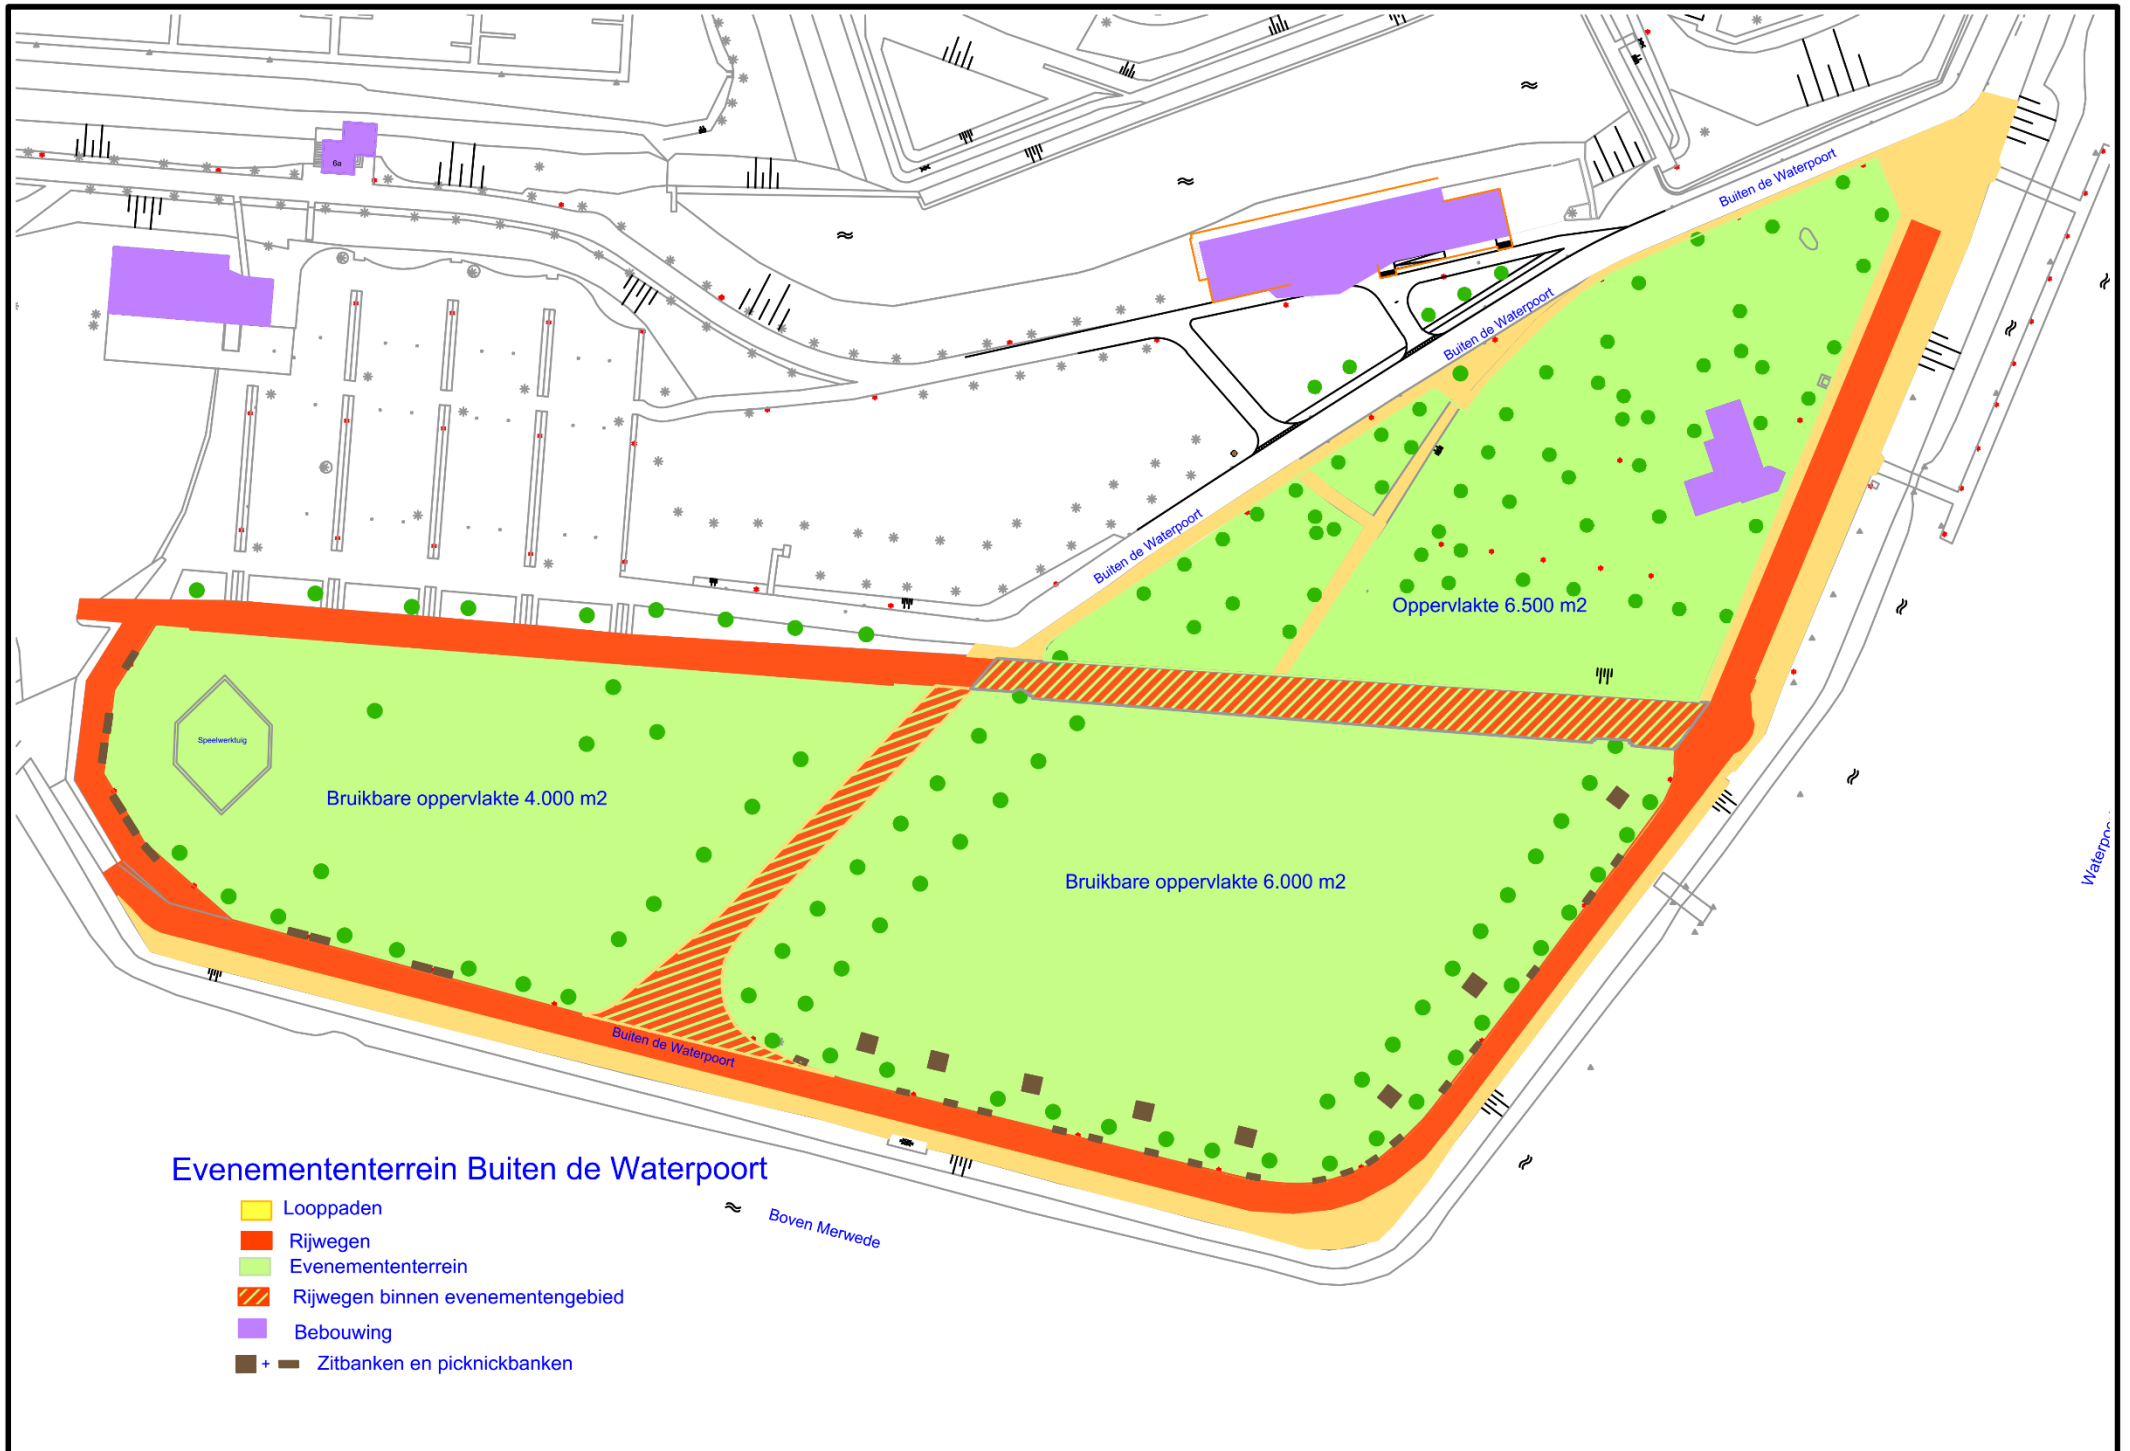 6a
Buiten de Waterpoort
Buiten de Waterpoort
Buiten de Waterpoort
Oppervlakte 6.500 m2
Speelwerktuig
Bruikbare oppervlakte 4.000 m2
Bruikbare oppervlakte 6.000 m2
Buiten de Waterpoort
Boven Merwede
Evenemententerrein Buiten de Waterpoort
Looppaden
Rijwegen
Evenemententerrein
Rijwegen binnen evenementengebied
Bebouwing
+ Zitbanken en picknickbanken